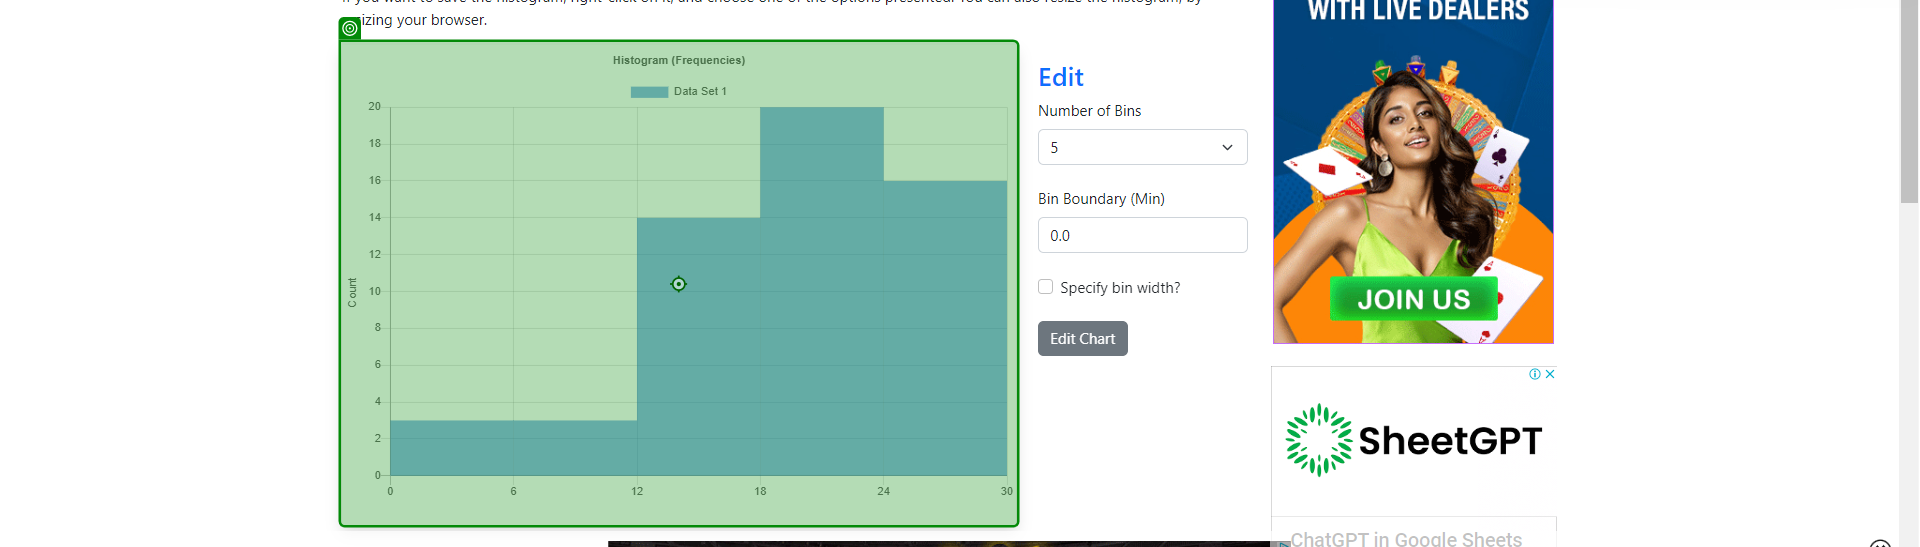 izing your browser.
Histogram (Frequencies)
Data Set 1
20
18
16
14
12
10
8
6
4
2
0
Count
0 6 12 18 24 30
Edit
Number of Bins
5
Bin Boundary (Min)
0.0
Specify bin width?
Edit Chart
WITH LIVE DEALERS
JOIN US
SheetGPT
ChatGPT in Google Sheets